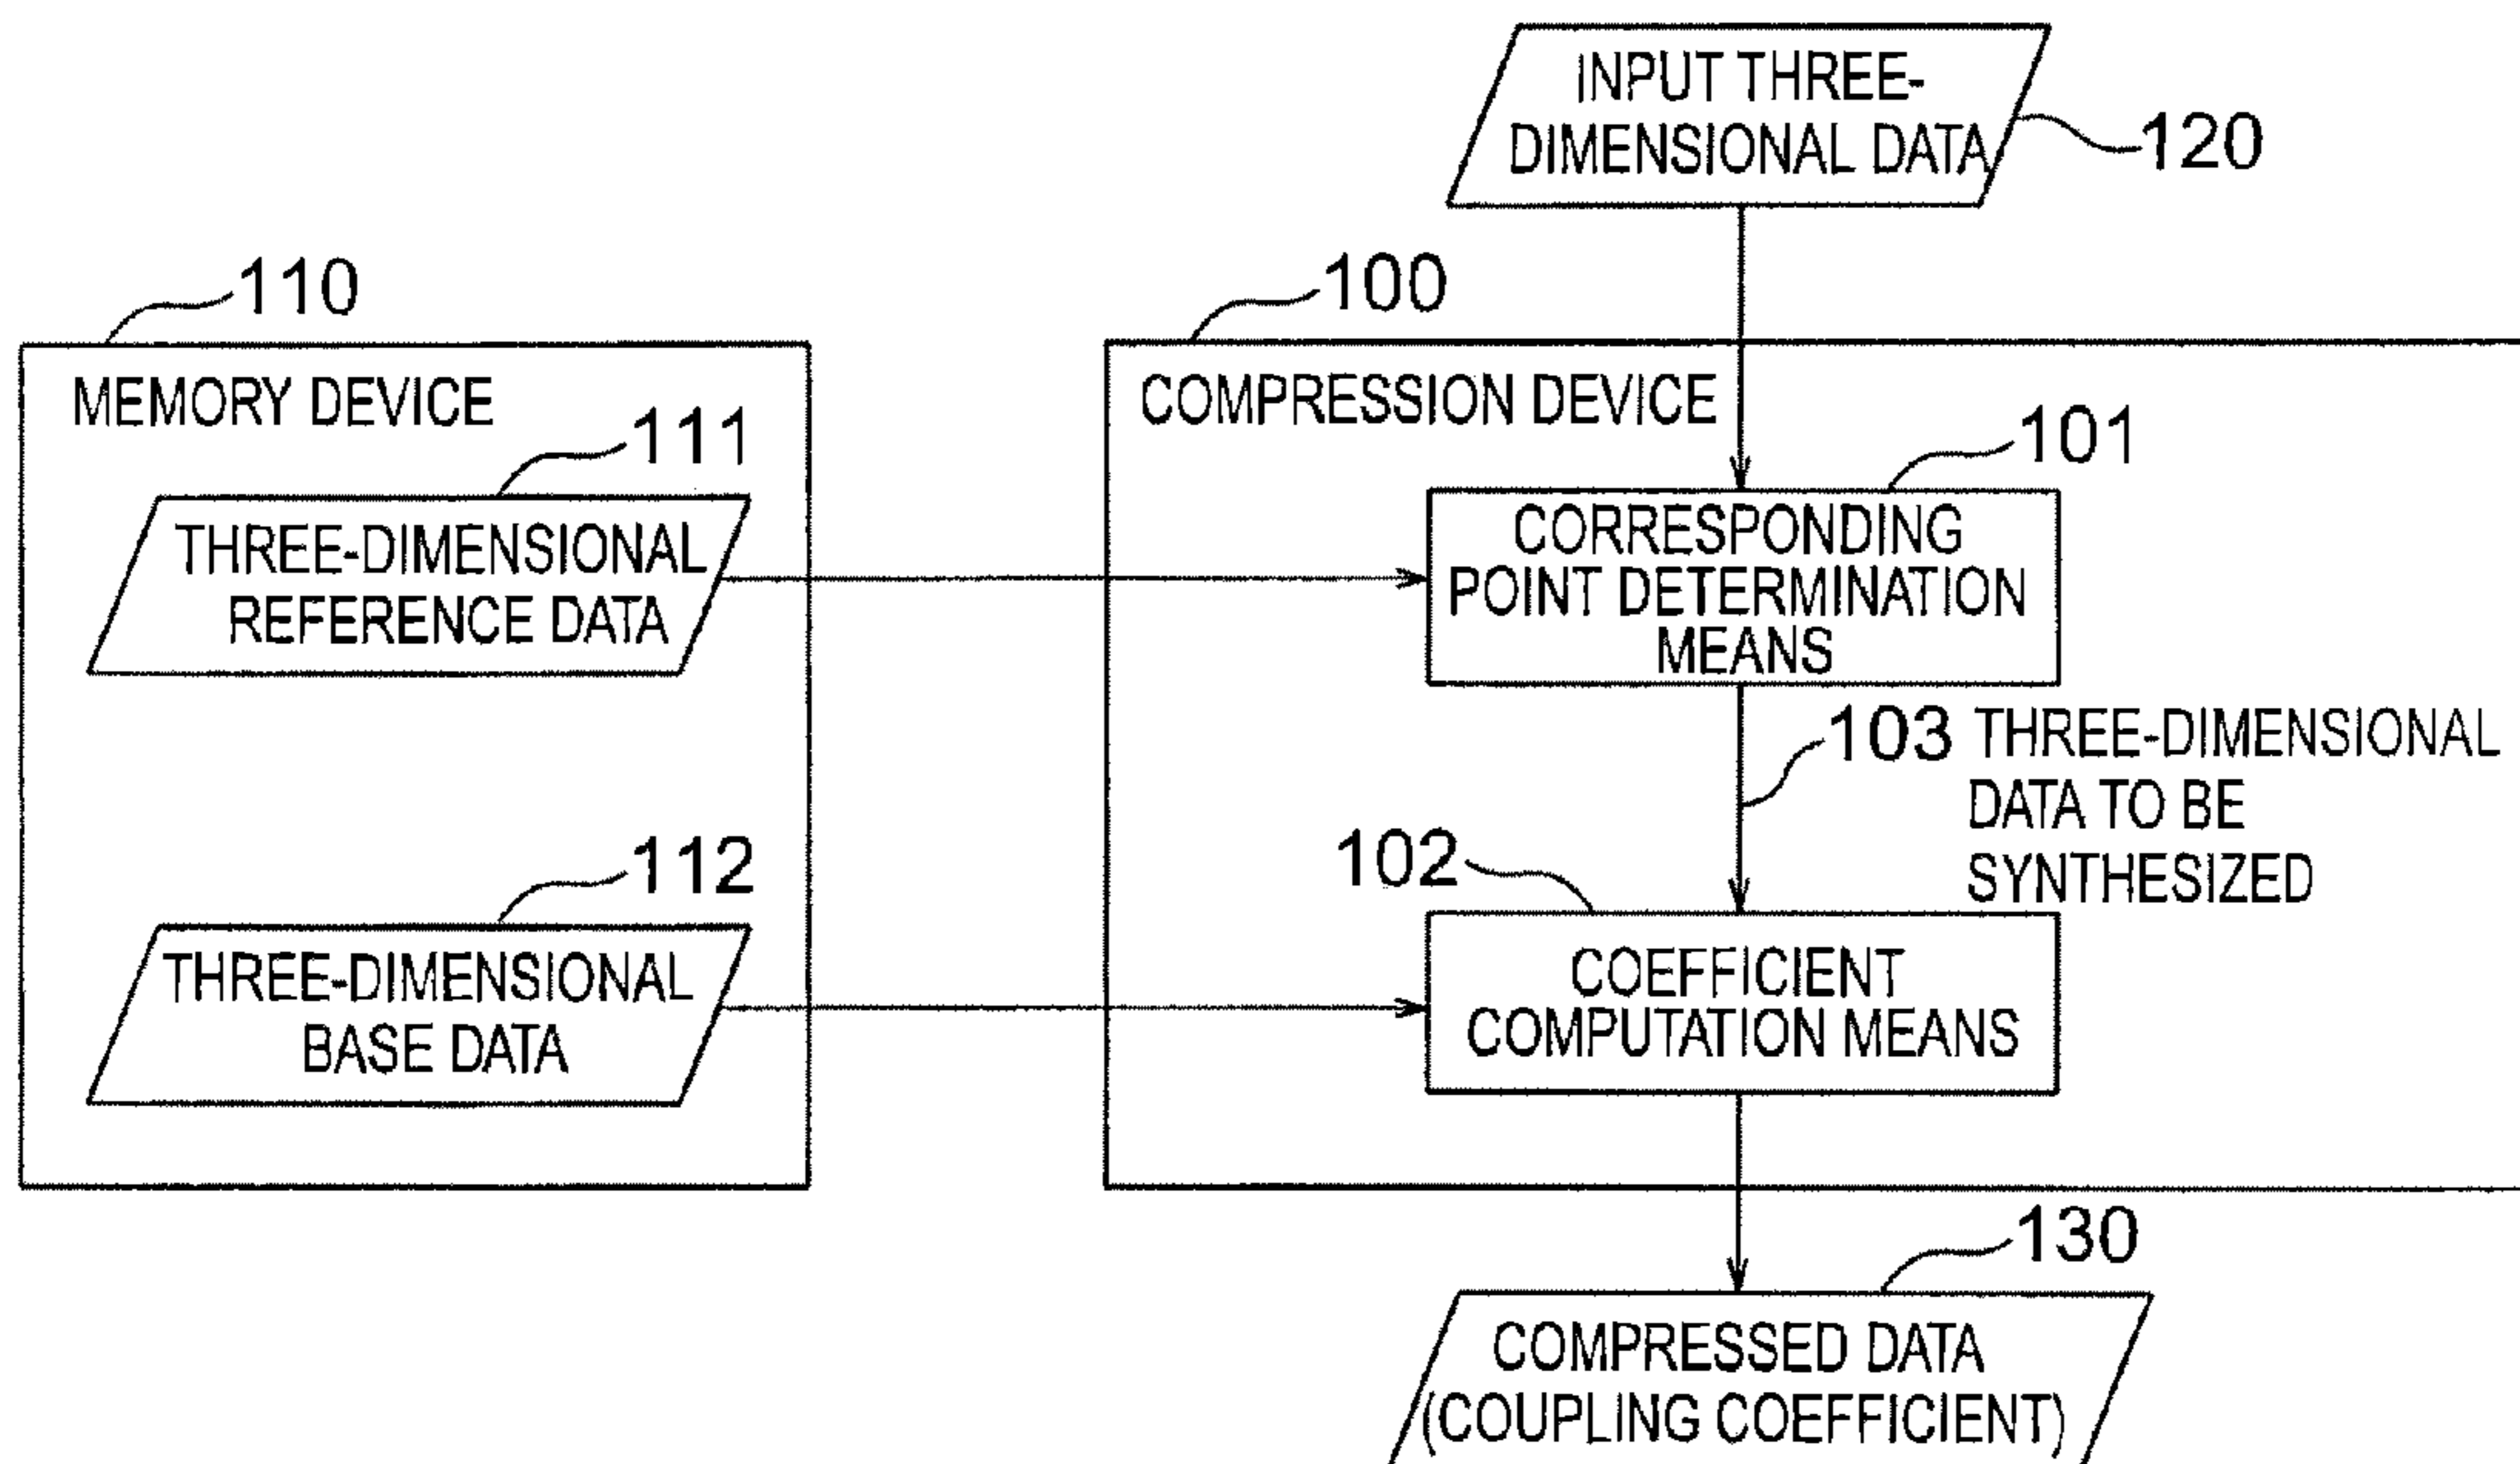 INPUT THREE-
DIMENSIONAL DATA
120
110
100
MEMORY DEVICE
COMPRESSION DEVICE
111
101
THREE-DIMENSIONAL
REFERENCE DATA
CORRESPONDING
POINT DETERMINATION
MEANS
103 THREE-DIMENSIONAL
DATA TO BE
SYNTHESIZED
112
102
THREE-DIMENSIONAL
BASE DATA
COEFFICIENT
COMPUTATION MEANS
130
COMPRESSED DATA
(COUPLING COEFFICIENT)